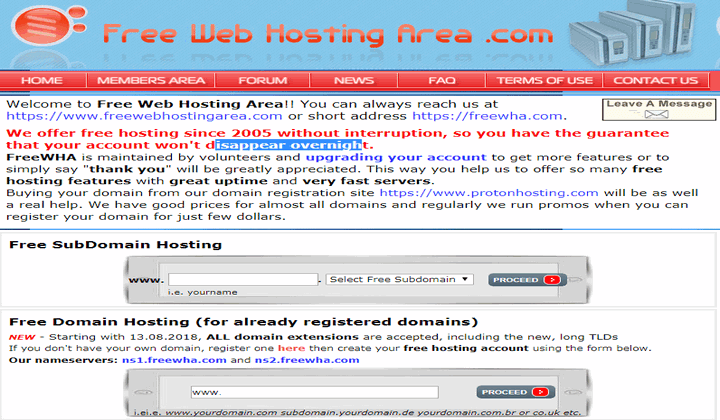 Free Web Hosting Area .com
HOME MEMBERS AREA FORUM NEWS FAQ TERMS OF USE CONTACT US
Welcome to Free Web Hosting Area!! You can always reach us at
https://www.freewebhostingarea.com or short address https://freewha.com.
Leave A Message
We offer free hosting since 2005 without interruption, so you have the guarantee
that your account won't disappear overnight.
FreeWHA is maintained by volunteers and upgrading your account to get more features or to
simply say "thank you" will be greatly appreciated. This way you help us to offer so many free
hosting features with great uptime and very fast servers.
Buying your domain from our domain registration site https://www.protonhosting.com will be as well
a real help. We have good prices for almost all domains and regularly we run promos when you can
register your domain for just few dollars.
Free SubDomain Hosting
www. . Select Free Subdomain PROCEED
i.e. yourname
Free Domain Hosting (for already registered domains)
NEW - Starting with 13.08.2018, ALL domain extensions are accepted, including the new, long TLDs
If you don't have your own domain, register one here then create your free hosting account using the form below.
Our nameservers: ns1.freewha.com and ns2.freewha.com
www. PROCEED
i.ei.e. www.yourdomain.com subdomain.yourdomain.de yourdomain.com.br or co.uk etc.